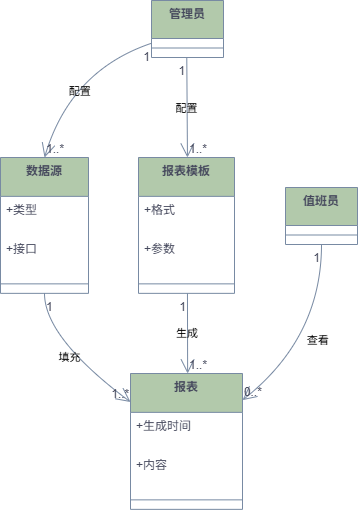 管理员
1
1
配置
配置
1..*
1..*
数据源
+类型
+接口
报表模板
+格式
+参数
值班员
1
1
1
填充
生成
查看
1..*
1..*
0..*
报表
+生成时间
+内容